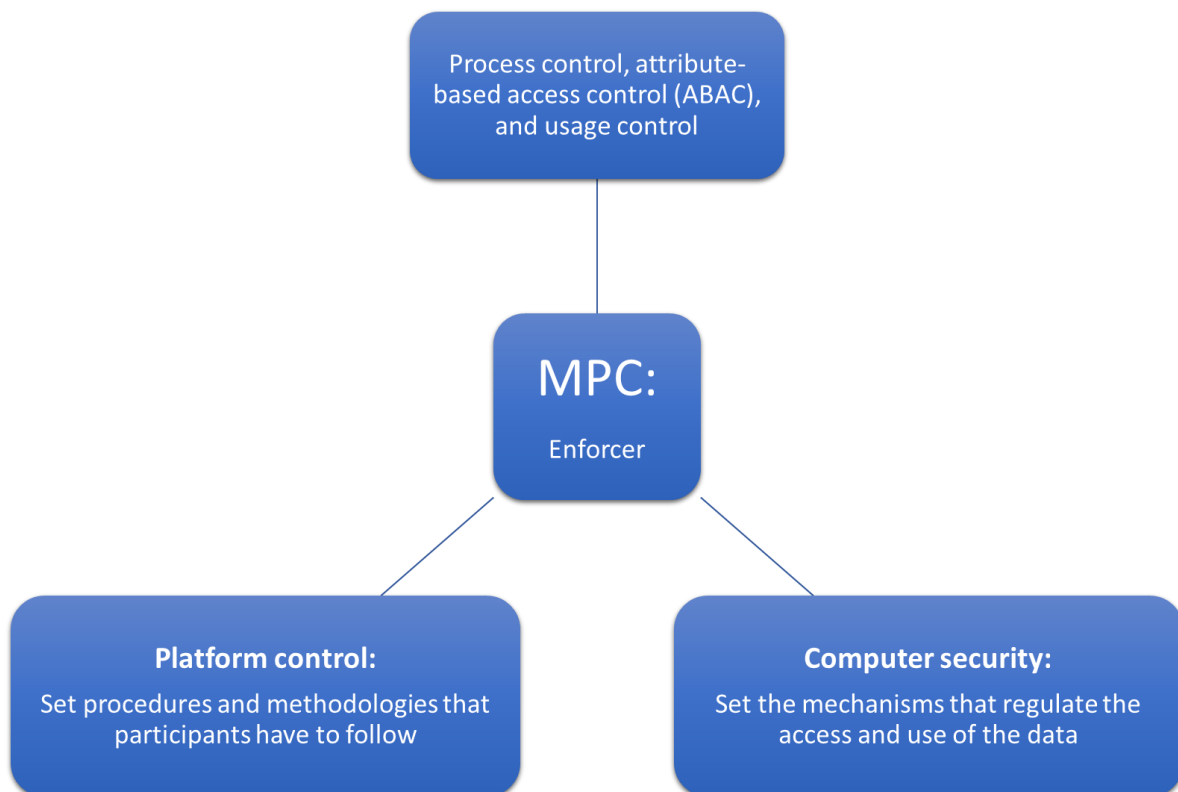 Process control, attribute-
based access control (ABAC),
and usage control
MPC:
Enforcer
Platform control:
Set procedures and methodologies that
participants have to follow
Computer security:
Set the mechanisms that regulate the
access and use of the data